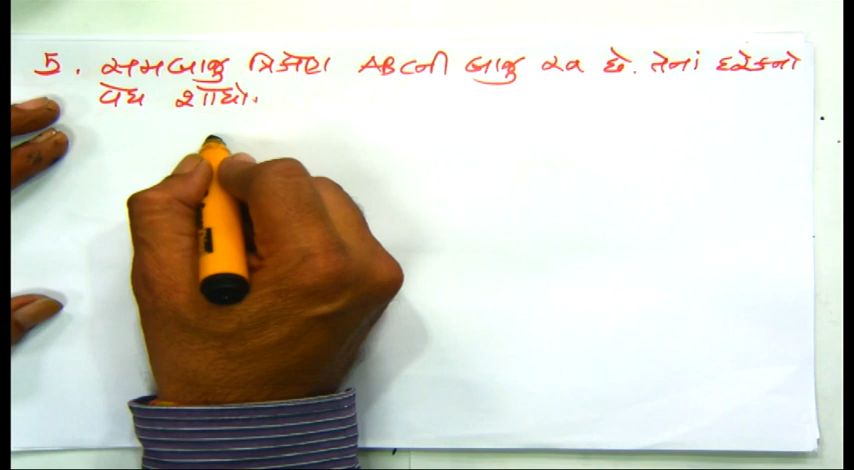 5. સમબાજુ ત્રિકોણ ABCની બાજુ 2a છે. તેનાં દરેકનો
વેધ શોધો.